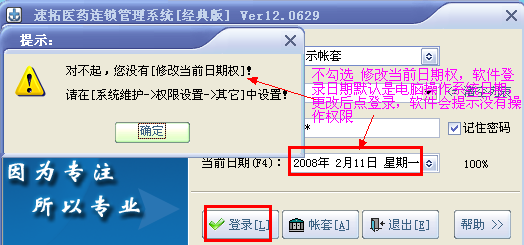 速拓医药连锁管理系统[经典版] Ver12.0629
提示:
对不起,您没有[修改当前日期权]!
请在[系统维护->权限设置->其它]中设置!
确定
示帐套
不勾选 修改当前日期权，软件登
录日期默认是电脑操作系统日期，
更改后点登录，软件会提示没有操
作权限
*
记住密码
当前日期(F4):
2008年 2月11日 星期一
100%
因为专注
所以专业
登录[L]
帐套[A]
退出[E]
帮助 >>